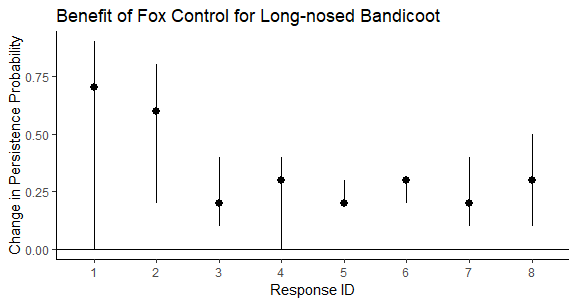 Benefit of Fox Control for Long-nosed Bandicoot
Change in Persistence Probability
0.75
0.50
0.25
0.00
1 2 3 4 5 6 7 8
Response ID